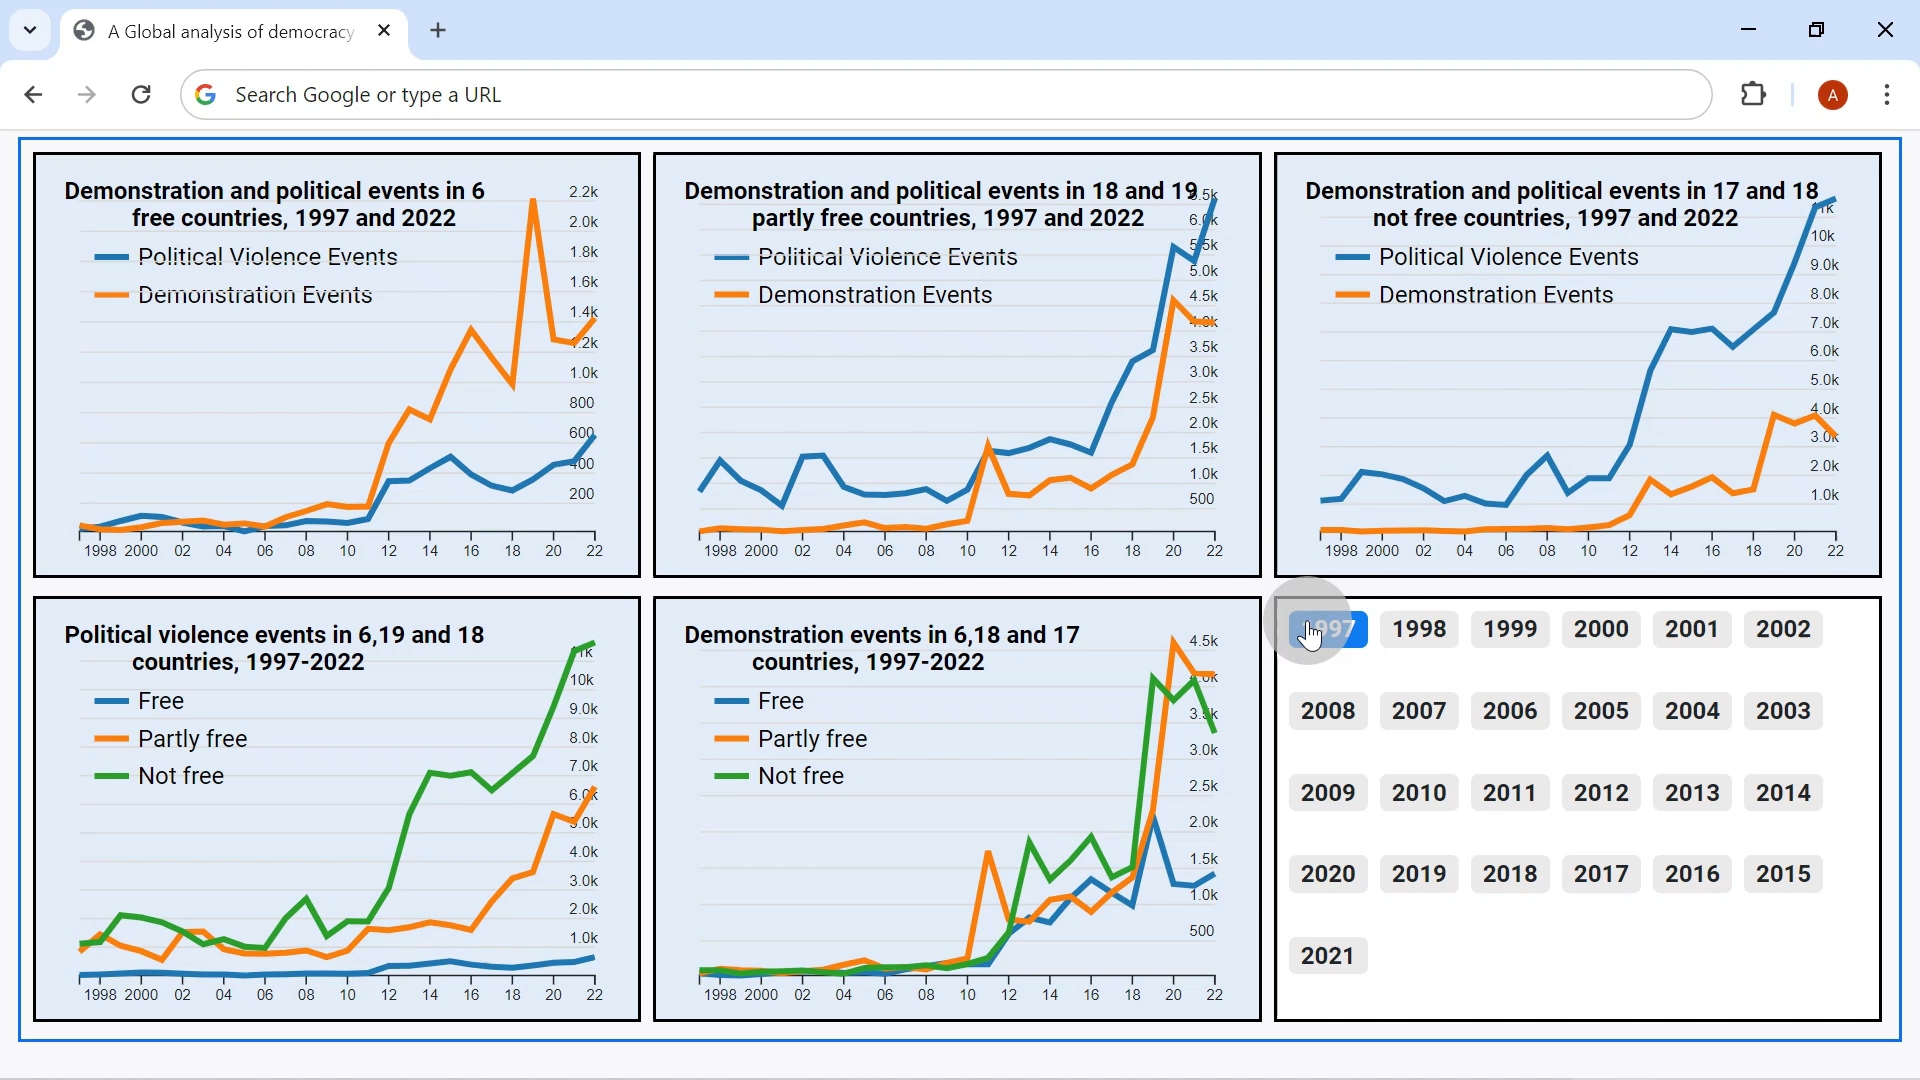 A Global analysis of democracy
Search Google or type a URL
A
Demonstration and political events in 6
free countries, 1997 and 2022
Political Violence Events
Demonstration Events
2.2k
2.0k
1.8k
1.6k
1.4k
1.2k
1.0k
800
600
400
200
1998 2000 02 04 06 08 10 12 14 16 18 20 22
Demonstration and political events in 18 and 19
partly free countries, 1997 and 2022
Political Violence Events
Demonstration Events
6.5k
6.0k
5.5k
5.0k
4.5k
4.0k
3.5k
3.0k
2.5k
2.0k
1.5k
1.0k
500
1998 2000 02 04 06 08 10 12 14 16 18 20 22
Demonstration and political events in 17 and 18
not free countries, 1997 and 2022
Political Violence Events
Demonstration Events
11k
10k
9.0k
8.0k
7.0k
6.0k
5.0k
4.0k
3.0k
2.0k
1.0k
1998 2000 02 04 06 08 10 12 14 16 18 20 22
Political violence events in 6,19 and 18
countries, 1997-2022
Free
Partly free
Not free
11k
10k
9.0k
8.0k
7.0k
6.0k
5.0k
4.0k
3.0k
2.0k
1.0k
1998 2000 02 04 06 08 10 12 14 16 18 20 22
Demonstration events in 6,18 and 17
countries, 1997-2022
Free
Partly free
Not free
4.5k
4.0k
3.5k
3.0k
2.5k
2.0k
1.5k
1.0k
500
1998 2000 02 04 06 08 10 12 14 16 18 20 22
1997 1998 1999 2000 2001 2002
2008 2007 2006 2005 2004 2003
2009 2010 2011 2012 2013 2014
2020 2019 2018 2017 2016 2015
2021